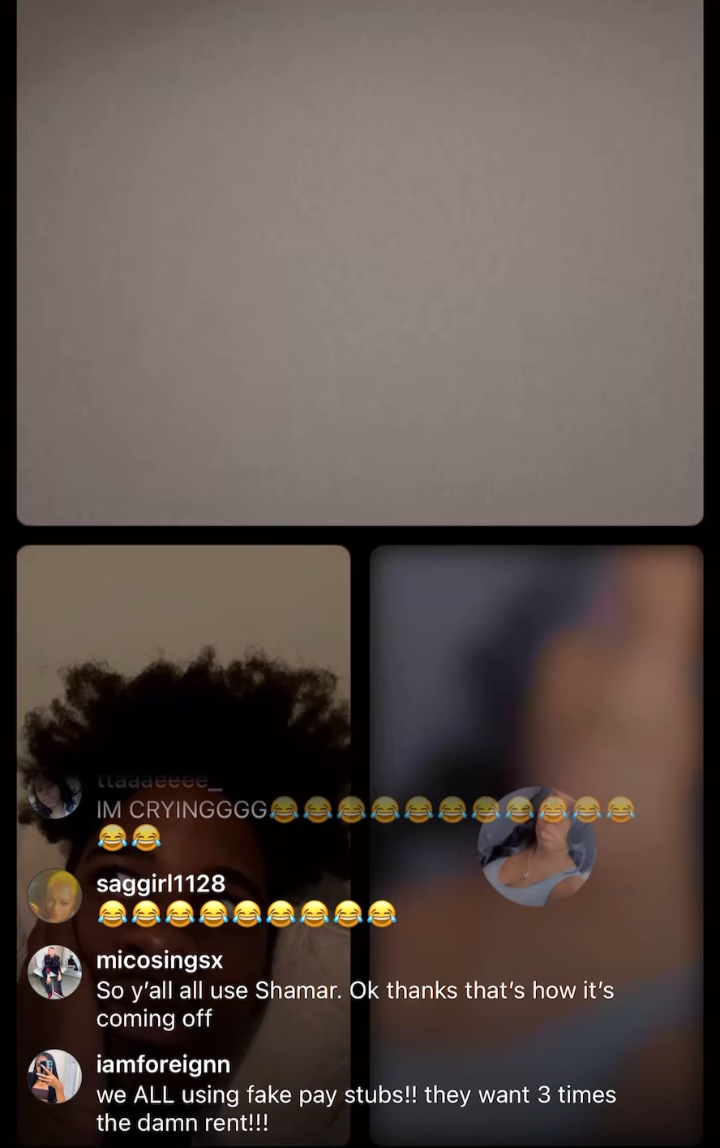 ttaaaeeee_
IM CRYINGGGG😂😂😂😂😂😂😂😂😂😂😂
😂😂
saggirl1128
😂😂😂😂😂😂😂😂😂
micosingsx
So y’all all use Shamar. Ok thanks that’s how it’s
coming off
iamforeignn
we ALL using fake pay stubs!! they want 3 times
the damn rent!!!